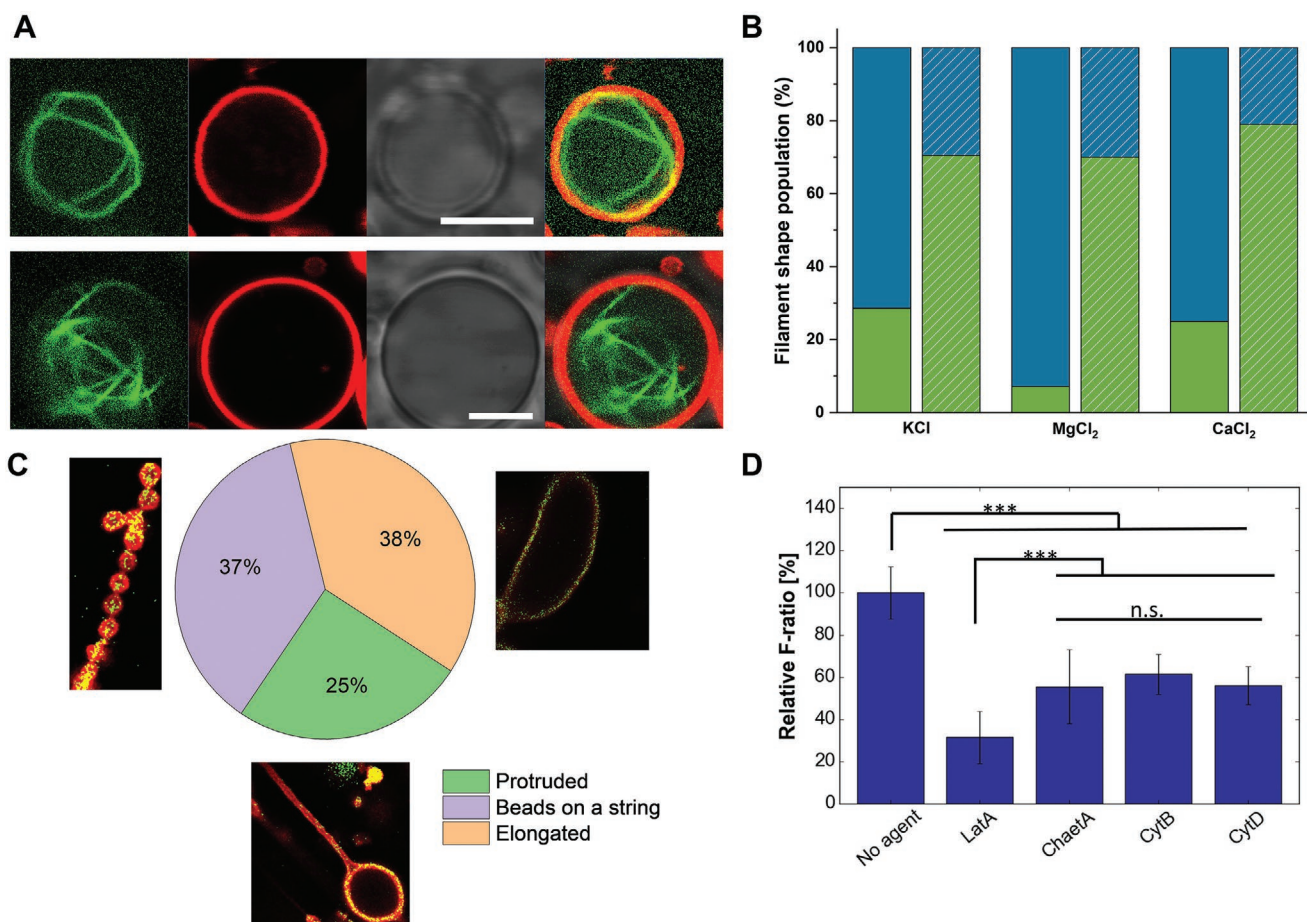 A
B
Filament shape population (%)
100
80
60
40
20
0
KCl
MgCl₂
CaCl₂
C
37%
38%
25%
Protruded
Beads on a string
Elongated
D
Relative F-ratio [%]
140
120
100
80
60
40
20
0
***
***
n.s.
No agent
LatA
ChaetA
CytB
CytD